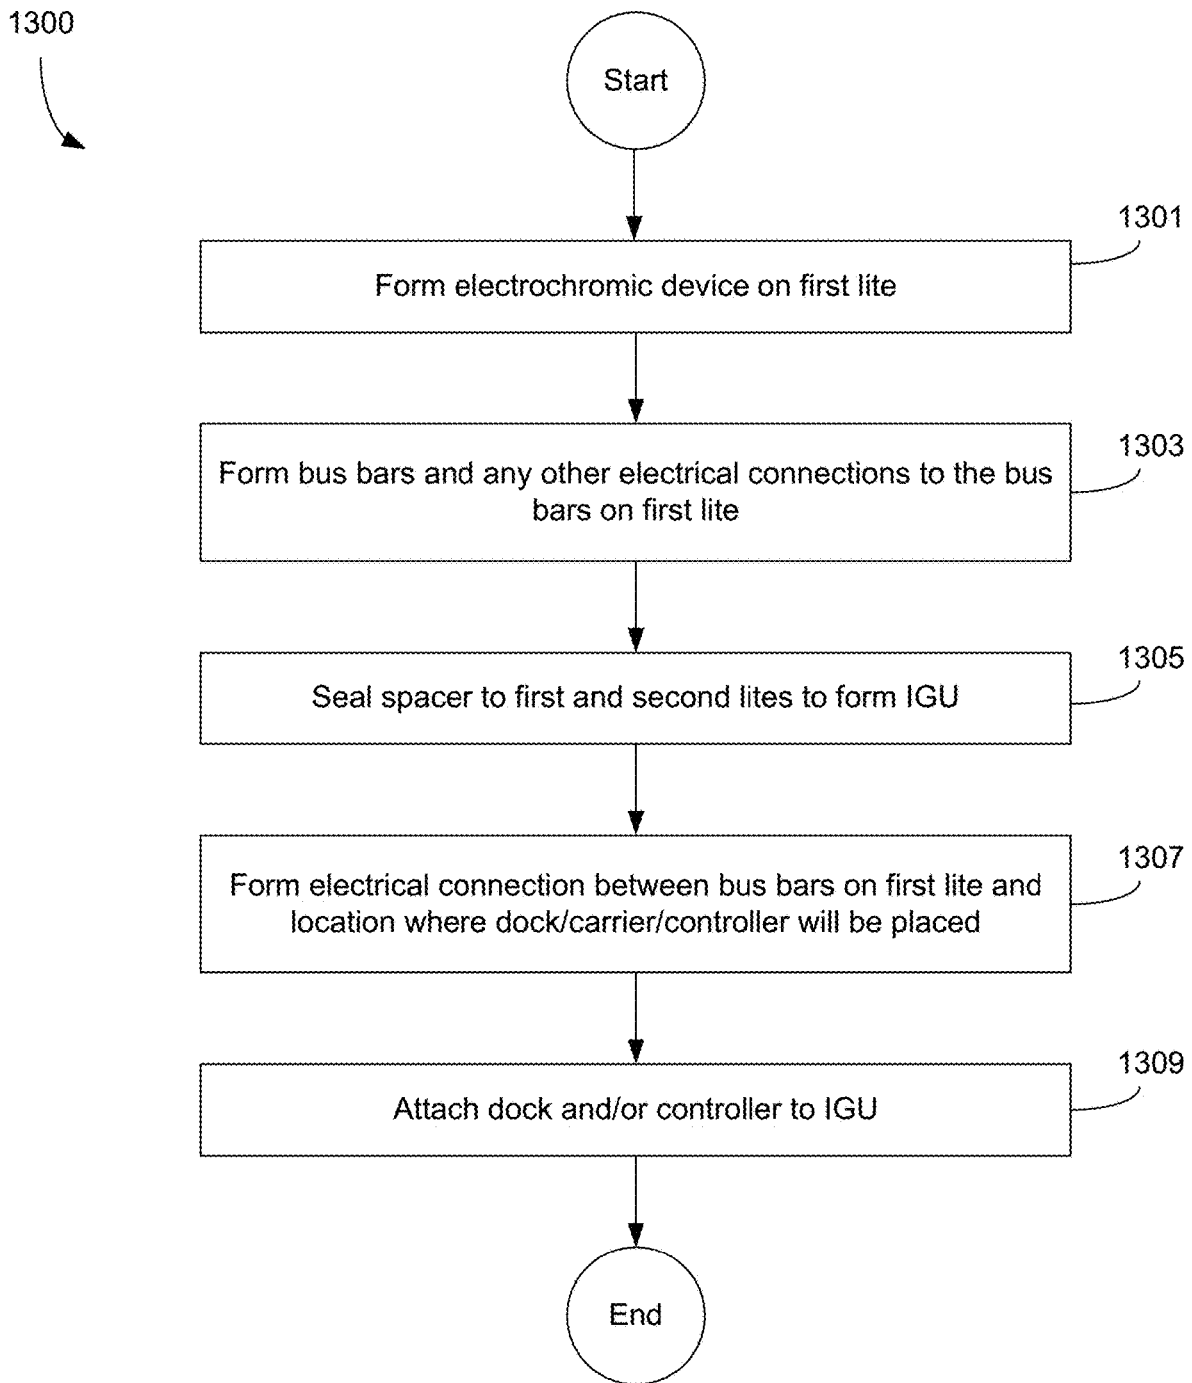 1300
Start
1301
Form electrochromic device on first lite
1303
Form bus bars and any other electrical connections to the bus
bars on first lite
1305
Seal spacer to first and second lites to form IGU
1307
Form electrical connection between bus bars on first lite and
location where dock/carrier/controller will be placed
1309
Attach dock and/or controller to IGU
End